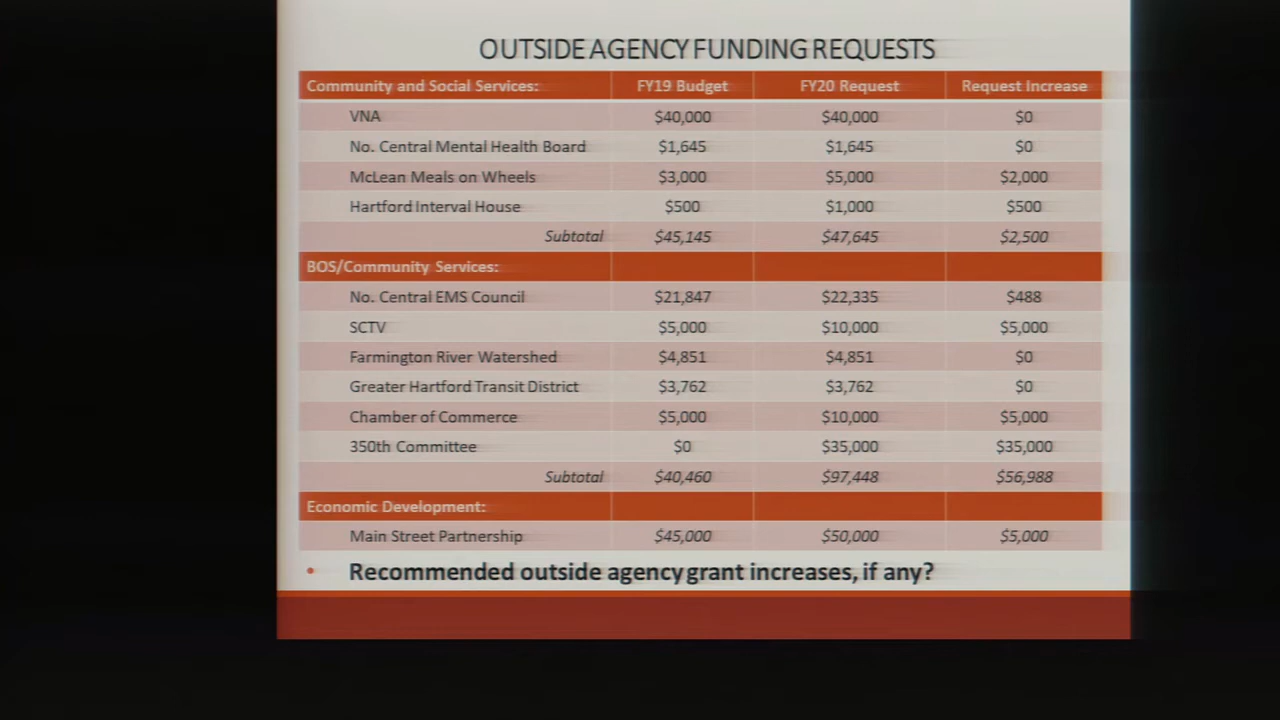 OUTSIDE AGENCY FUNDING REQUESTS
Community and Social Services: FY19 Budget FY20 Request Request Increase
VNA $40,000 $40,000 $0
No. Central Mental Health Board $1,645 $1,645 $0
McLean Meals on Wheels $3,000 $5,000 $2,000
Hartford Interval House $500 $1,000 $500
Subtotal $45,145 $47,645 $2,500
BOS/Community Services:
No. Central EMS Council $21,847 $22,335 $488
SCTV $5,000 $10,000 $5,000
Farmington River Watershed $4,851 $4,851 $0
Greater Hartford Transit District $3,762 $3,762 $0
Chamber of Commerce $5,000 $10,000 $5,000
350th Committee $0 $35,000 $35,000
Subtotal $40,460 $97,448 $56,988
Economic Development:
Main Street Partnership $45,000 $50,000 $5,000
• Recommended outside agency grant increases, if any?